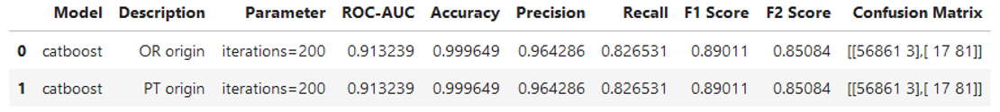 Model Description Parameter ROC-AUC Accuracy Precision Recall F1 Score F2 Score Confusion Matrix
0 catboost OR origin iterations=200 0.913239 0.999649 0.964286 0.826531 0.89011 0.85084 [[56861 3],[ 17 81]]
1 catboost PT origin iterations=200 0.913239 0.999649 0.964286 0.826531 0.89011 0.85084 [[56861 3],[ 17 81]]